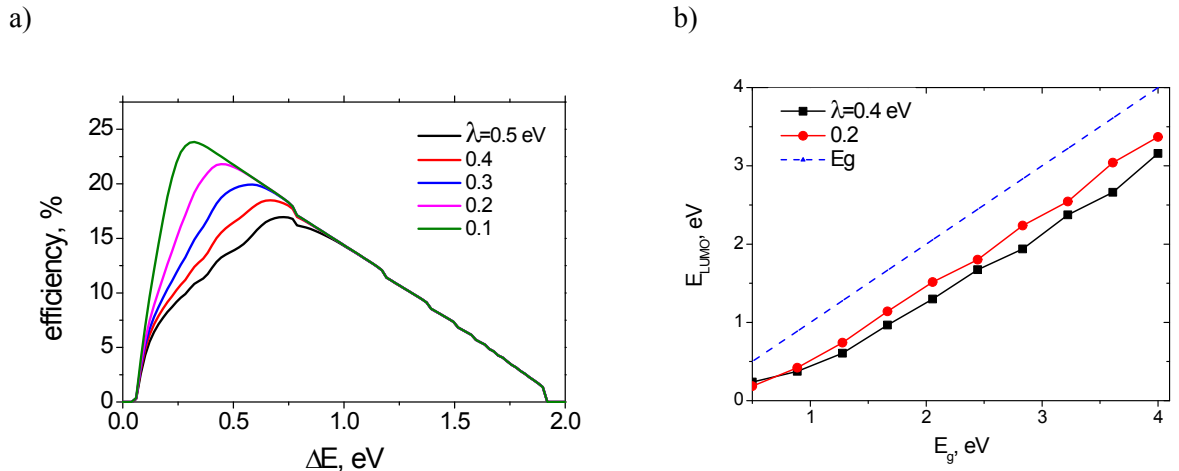 a)
b)
efficiency, %
25
20
15
10
5
0
0.0
0.5
1.0
1.5
2.0
ΔE, eV
λ=0.5 eV
0.4
0.3
0.2
0.1
E_LUMO, eV
4
3
2
1
0
1
2
3
4
E_g, eV
λ=0.4 eV
0.2
Eg